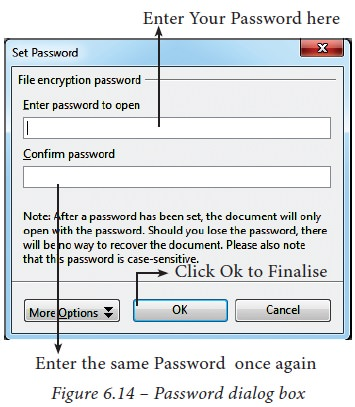 Enter Your Password here
Set Password
X
File encryption password
Enter password to open
Confirm password
Note: After a password has been set, the document will only
open with the password. Should you lose the password, there
will be no way to recover the document. Please also note
that this password is case-sensitive.
Click Ok to Finalise
More Options
OK
Cancel
Enter the same Password once again
Figure 6.14 – Password dialog box